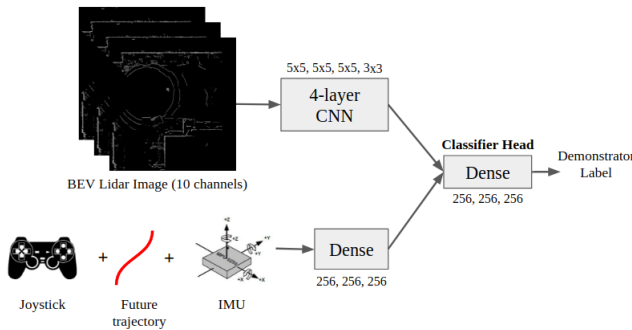 5x5, 5x5, 5x5, 3x3
4-layer
CNN
Classifier Head
Dense
256, 256, 256
Demonstrator
Label
BEV Lidar Image (10 channels)
+Z
+Y
+X
Dense
256, 256, 256
+
+
Joystick
Future
trajectory
IMU